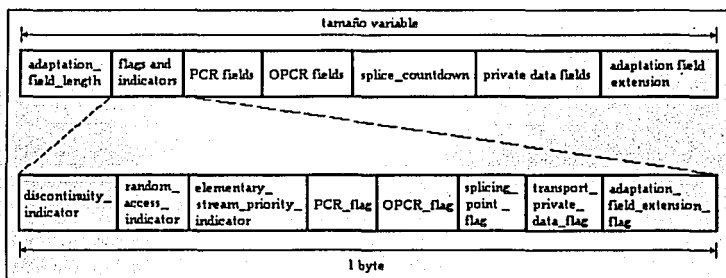 tamaño variable
adaptation_
field_length
flags and
indicators
PCR fields
OPCR fields
splice_countdown
private data fields
adaptation field
extension
discontinuity_
indicator
random_
access_
indicator
elementary_
stream_priority_
indicator
PCR_flag
OPCR_flag
splicing_
point_
flag
transport_
private_
data_flag
adaptation_
field_extension_
flag
1 byte